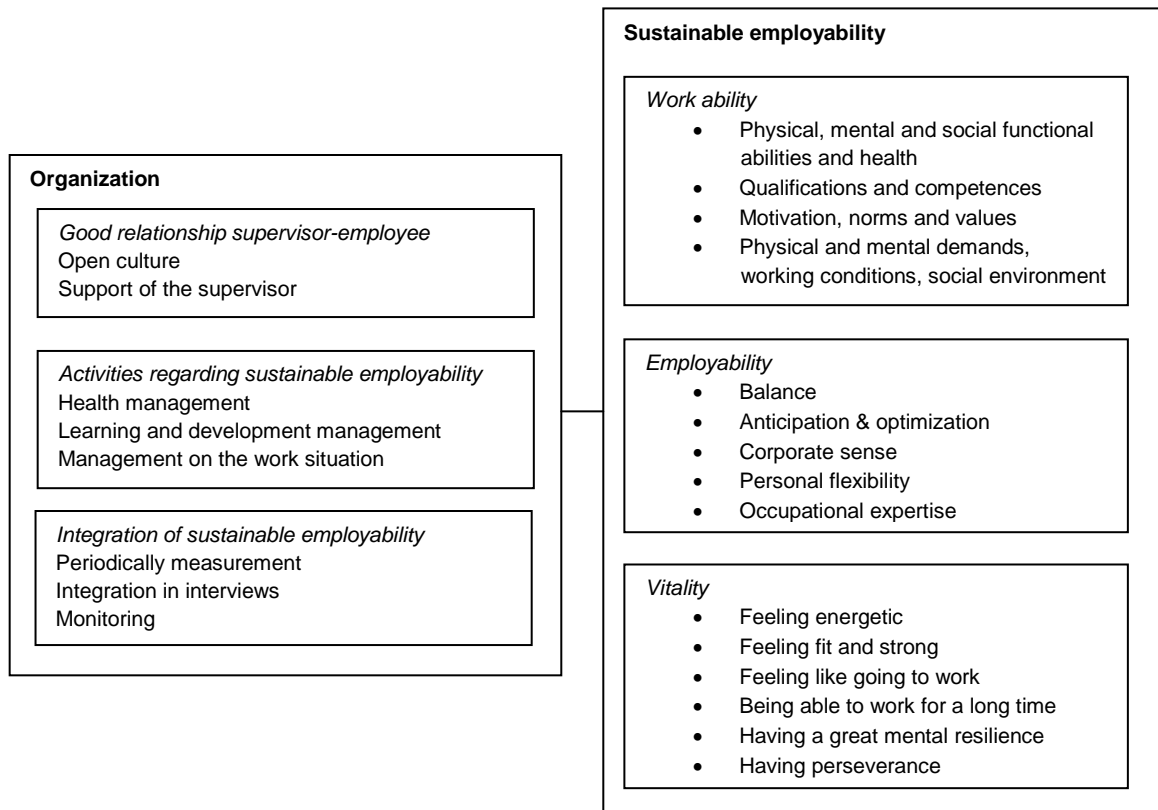 Organization
Good relationship supervisor-employee
Open culture
Support of the supervisor
Activities regarding sustainable employability
Health management
Learning and development management
Management on the work situation
Integration of sustainable employability
Periodically measurement
Integration in interviews
Monitoring
Sustainable employability
Work ability
• Physical, mental and social functional
abilities and health
• Qualifications and competences
• Motivation, norms and values
• Physical and mental demands,
working conditions, social environment
Employability
• Balance
• Anticipation & optimization
• Corporate sense
• Personal flexibility
• Occupational expertise
Vitality
• Feeling energetic
• Feeling fit and strong
• Feeling like going to work
• Being able to work for a long time
• Having a great mental resilience
• Having perseverance